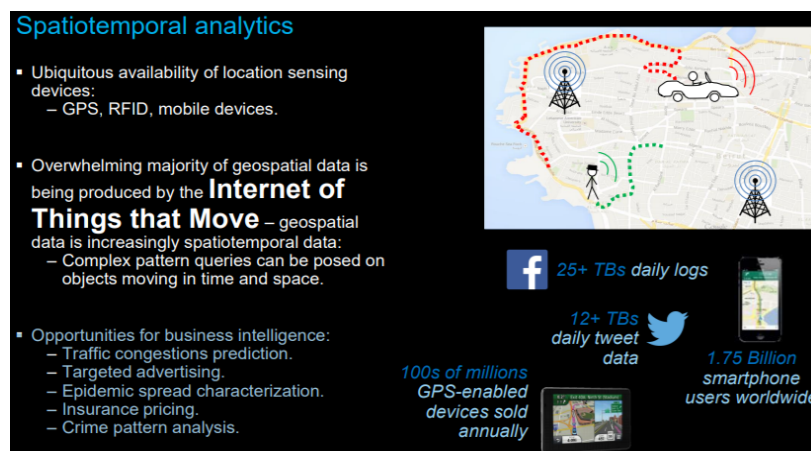 Spatiotemporal analytics
▪ Ubiquitous availability of location sensing
devices:
– GPS, RFID, mobile devices.
▪ Overwhelming majority of geospatial data is
being produced by the Internet of
Things that Move – geospatial
data is increasingly spatiotemporal data:
– Complex pattern queries can be posed on
objects moving in time and space.
▪ Opportunities for business intelligence:
– Traffic congestions prediction.
– Targeted advertising.
– Epidemic spread characterization.
– Insurance pricing.
– Crime pattern analysis.
25+ TBs daily logs
12+ TBs
daily tweet
data
1.75 Billion
smartphone
users worldwide
100s of millions
GPS-enabled
devices sold
annually